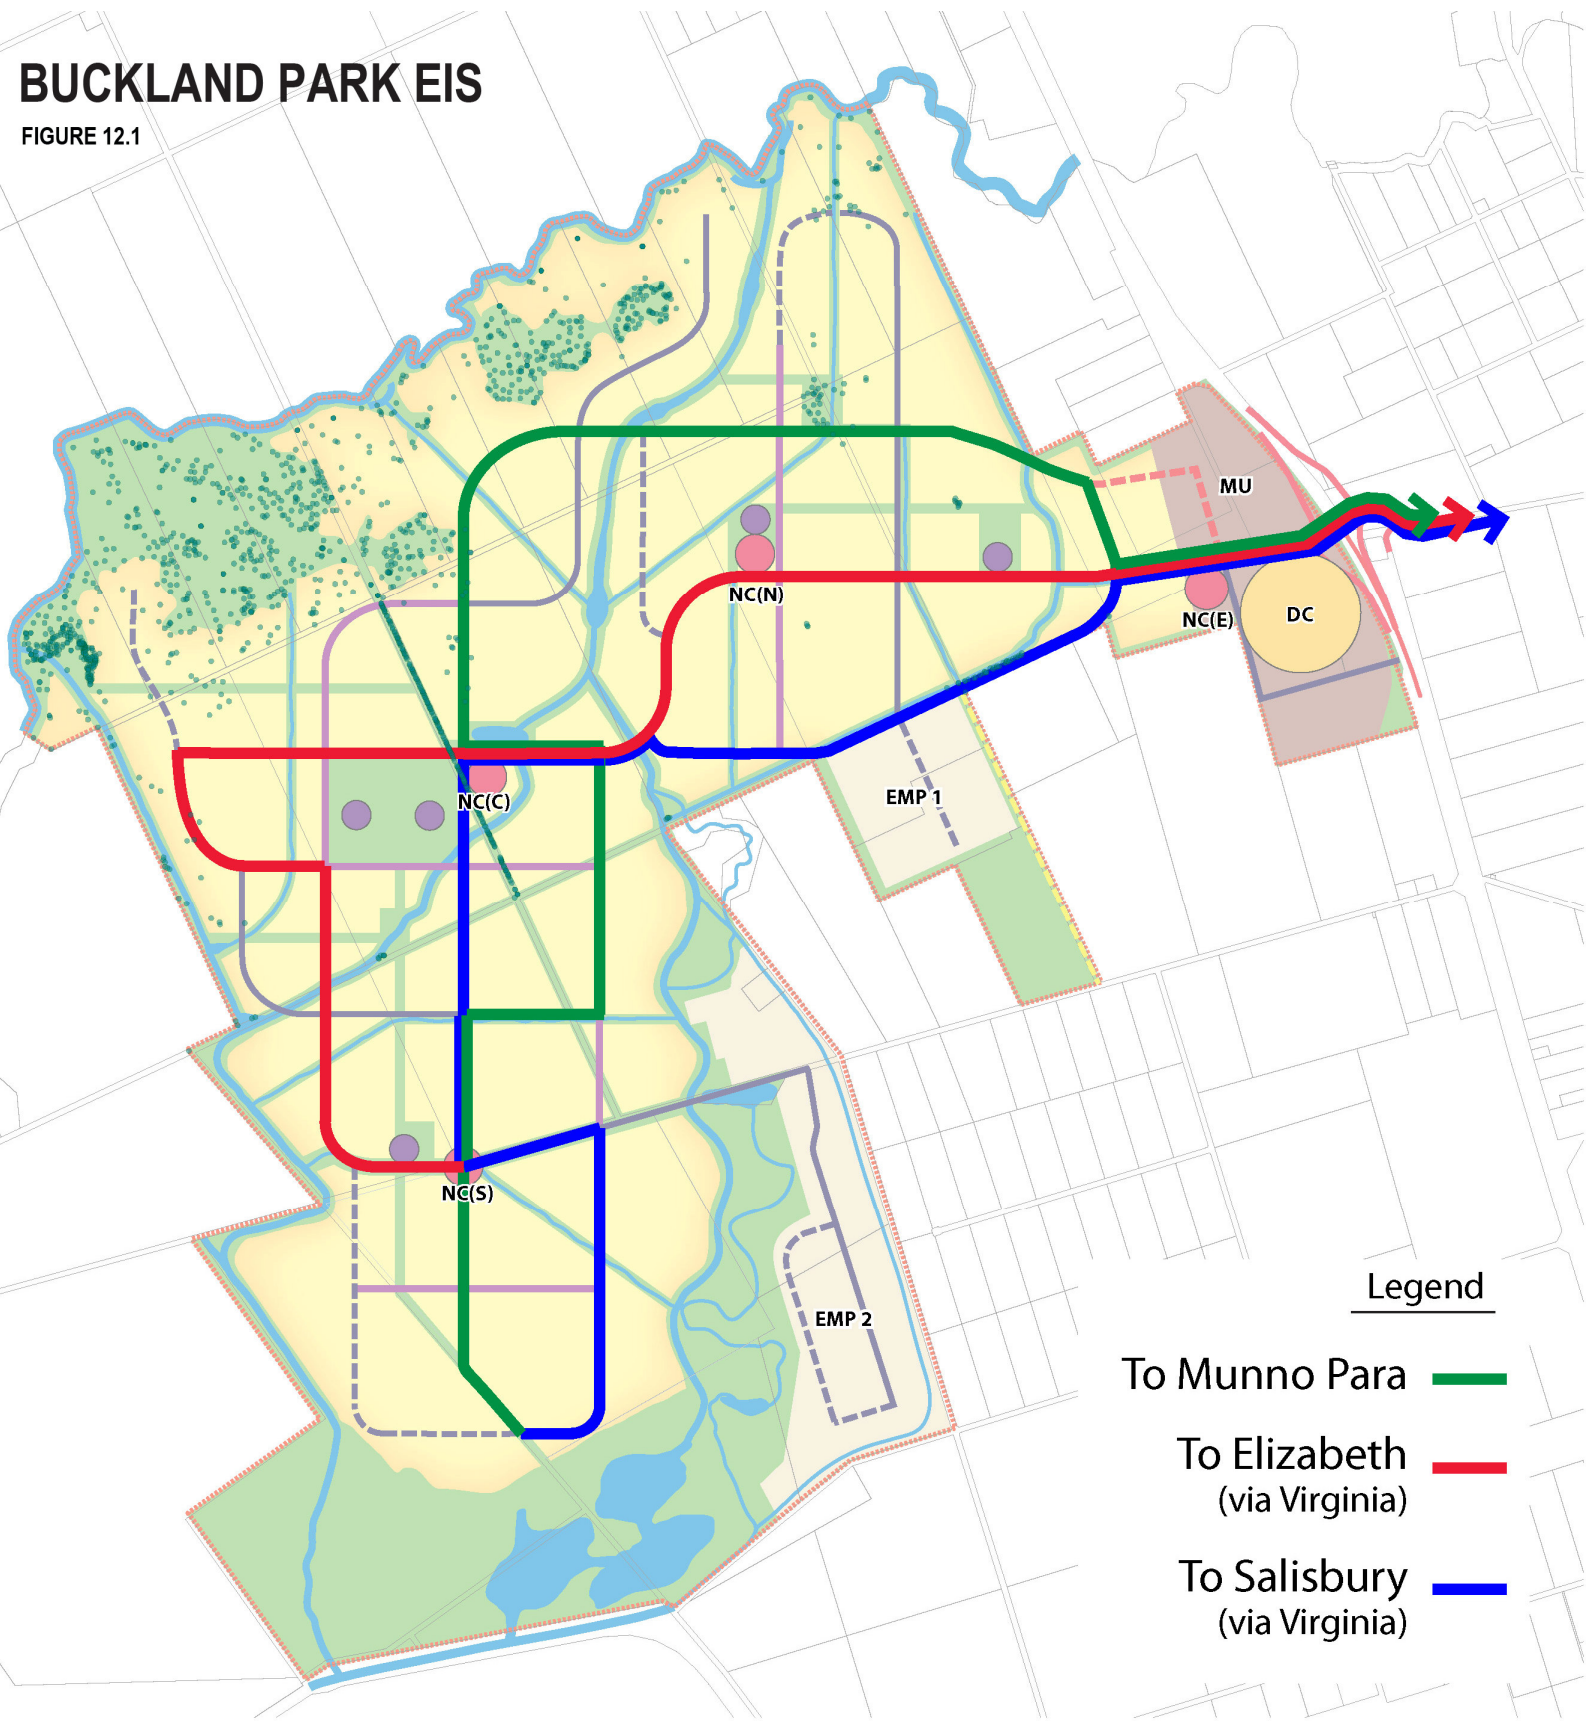 BUCKLAND PARK EIS
FIGURE 12.1
MU
NC(N)
NC(E)
DC
EMP 1
NC(C)
NC(S)
EMP 2
Legend
To Munno Para
To Elizabeth
(via Virginia)
To Salisbury
(via Virginia)